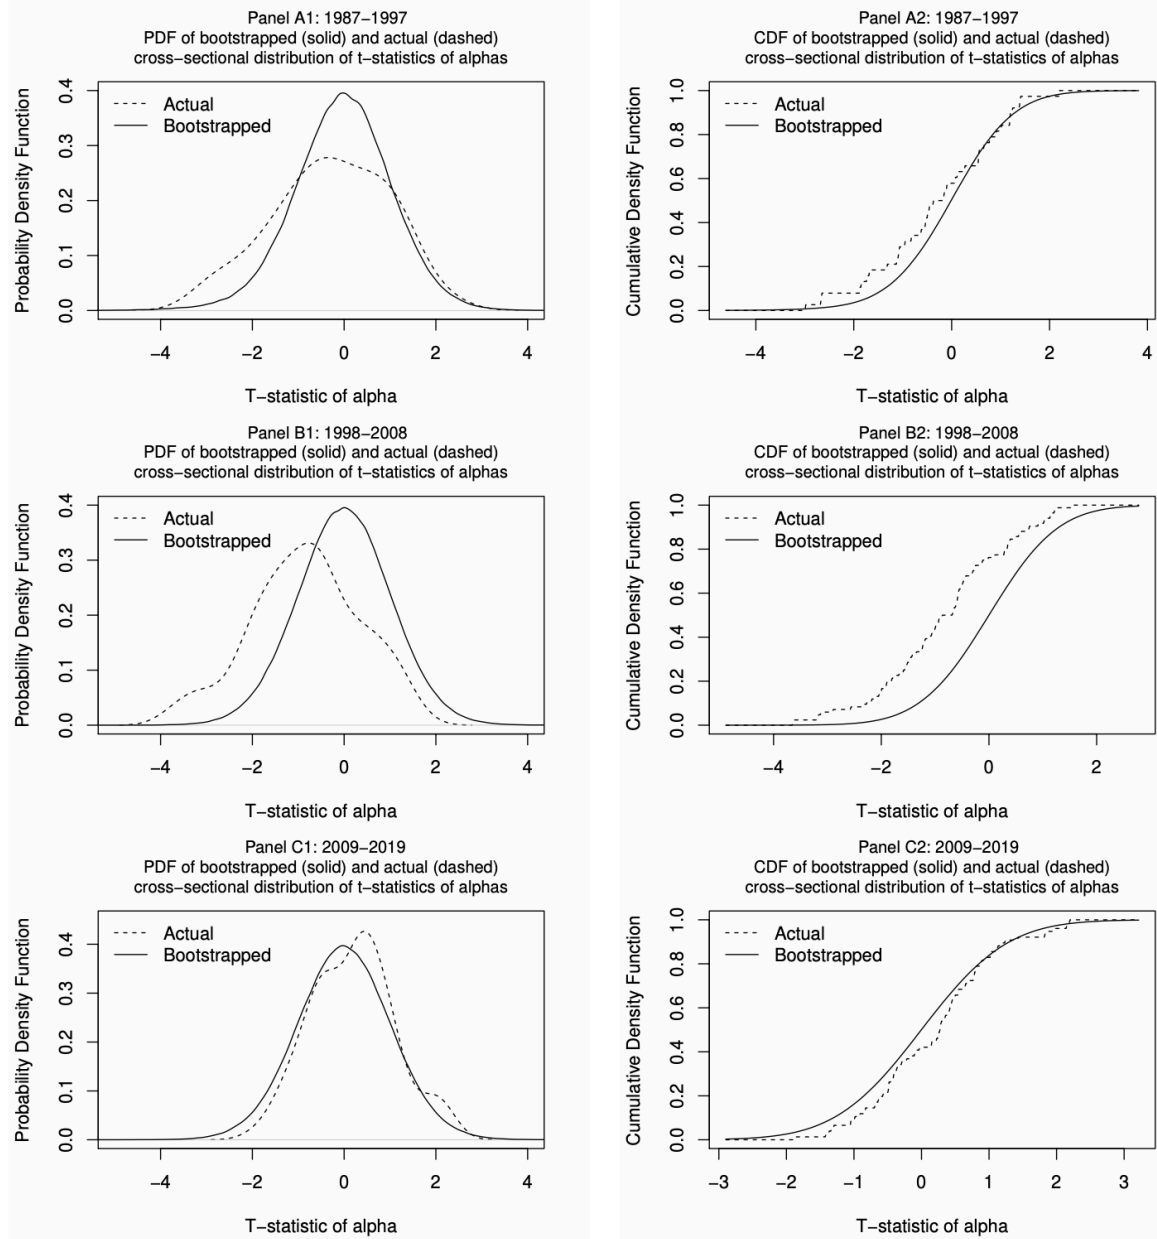 Panel A1: 1987−1997
PDF of bootstrapped (solid) and actual (dashed)
cross−sectional distribution of t−statistics of alphas
Probability Density Function
0.4
0.3
0.2
0.1
0.0
Actual
Bootstrapped
−4 −2 0 2 4
T−statistic of alpha
Panel A2: 1987−1997
CDF of bootstrapped (solid) and actual (dashed)
cross−sectional distribution of t−statistics of alphas
Cumulative Density Function
1.0
0.8
0.6
0.4
0.2
0.0
Actual
Bootstrapped
−4 −2 0 2 4
T−statistic of alpha
Panel B1: 1998−2008
PDF of bootstrapped (solid) and actual (dashed)
cross−sectional distribution of t−statistics of alphas
Probability Density Function
0.4
0.3
0.2
0.1
0.0
Actual
Bootstrapped
−4 −2 0 2 4
T−statistic of alpha
Panel B2: 1998−2008
CDF of bootstrapped (solid) and actual (dashed)
cross−sectional distribution of t−statistics of alphas
Cumulative Density Function
1.0
0.8
0.6
0.4
0.2
0.0
Actual
Bootstrapped
−4 −2 0 2
T−statistic of alpha
Panel C1: 2009−2019
PDF of bootstrapped (solid) and actual (dashed)
cross−sectional distribution of t−statistics of alphas
Probability Density Function
0.4
0.3
0.2
0.1
0.0
Actual
Bootstrapped
−4 −2 0 2 4
T−statistic of alpha
Panel C2: 2009−2019
CDF of bootstrapped (solid) and actual (dashed)
cross−sectional distribution of t−statistics of alphas
Cumulative Density Function
1.0
0.8
0.6
0.4
0.2
0.0
Actual
Bootstrapped
−3 −2 −1 0 1 2 3
T−statistic of alpha